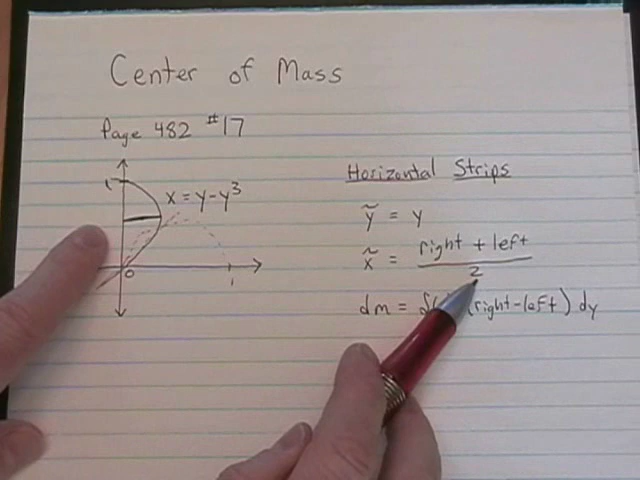 Center of Mass
Page 482 #17
1
x = y - y³
0
1
Horizontal Strips
ỹ = y
x̃ = right + left
2
dm = (right - left) dy